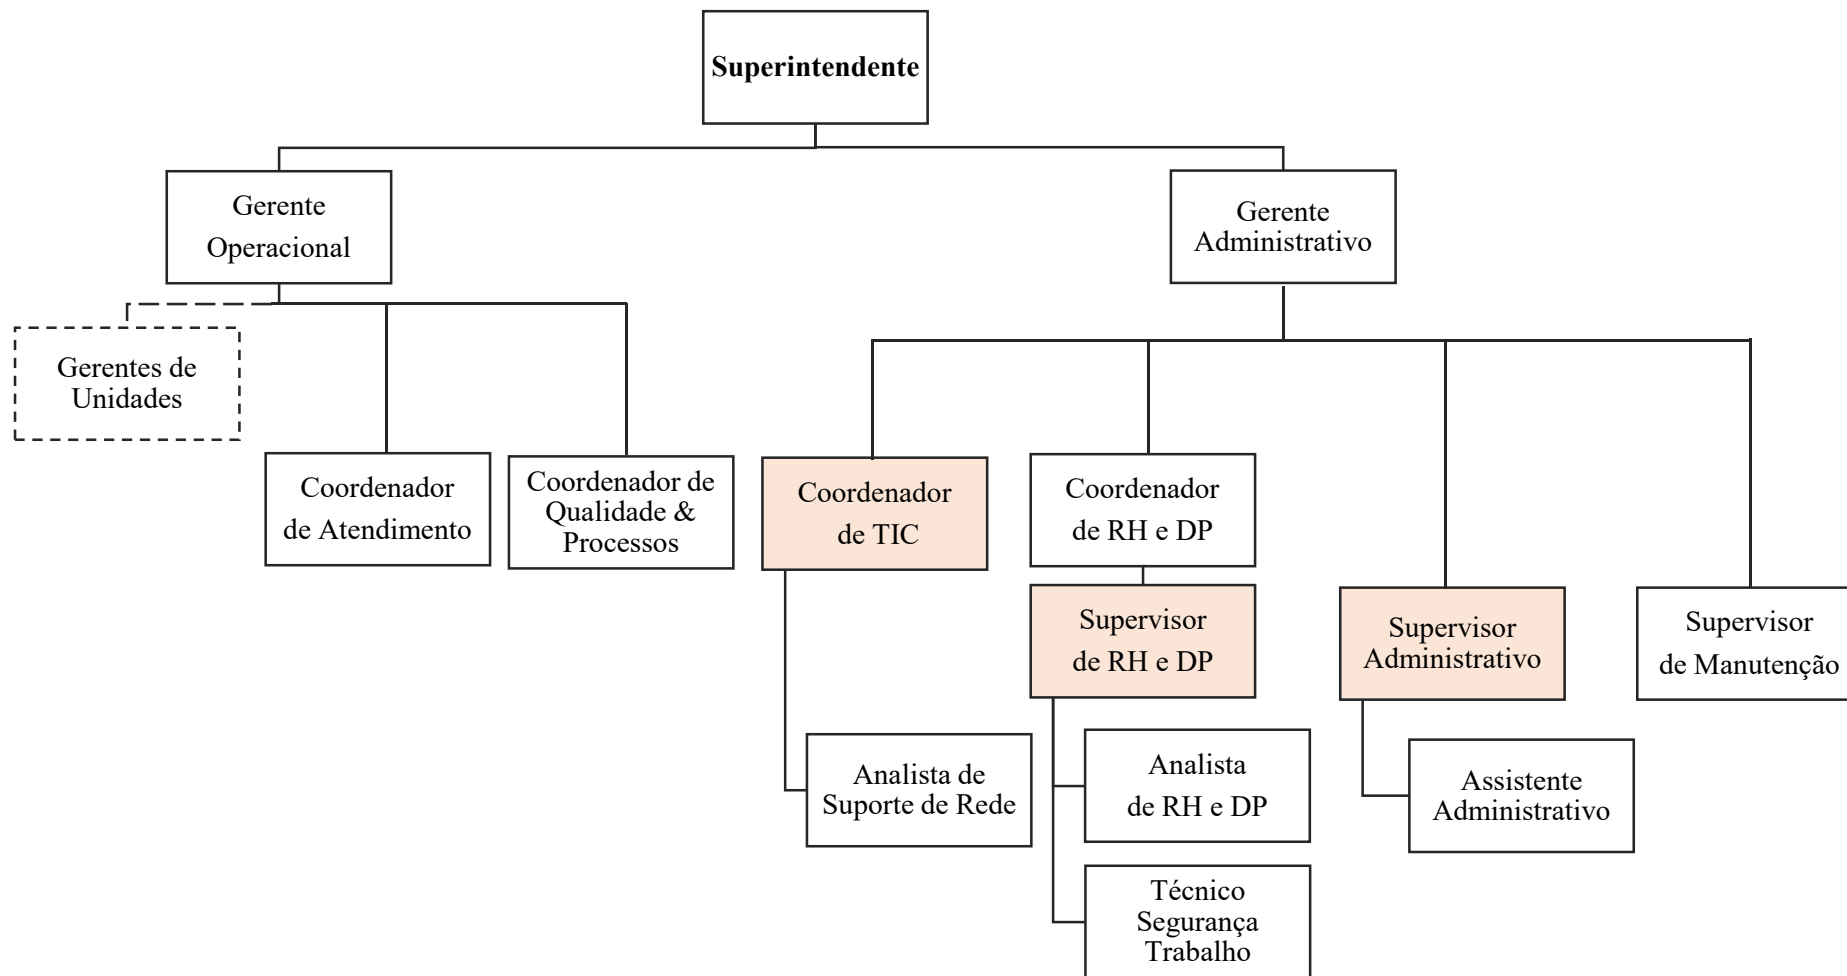 Superintendente
Gerente
Operacional
Gerente
Administrativo
Gerentes de
Unidades
Coordenador
de Atendimento
Coordenador de
Qualidade &
Processos
Coordenador
de TIC
Coordenador
de RH e DP
Supervisor
de RH e DP
Supervisor
Administrativo
Supervisor
de Manutenção
Analista de
Suporte de Rede
Analista
de RH e DP
Assistente
Administrativo
Técnico
Segurança
Trabalho